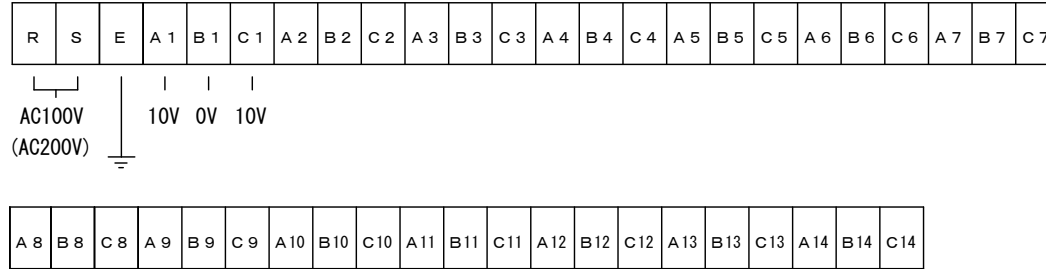 R S E A1 B1 C1 A2 B2 C2 A3 B3 C3 A4 B4 C4 A5 B5 C5 A6 B6 C6 A7 B7 C7
AC100V 10V 0V 10V
(AC200V)
A8 B8 C8 A9 B9 C9 A10 B10 C10 A11 B11 C11 A12 B12 C12 A13 B13 C13 A14 B14 C14